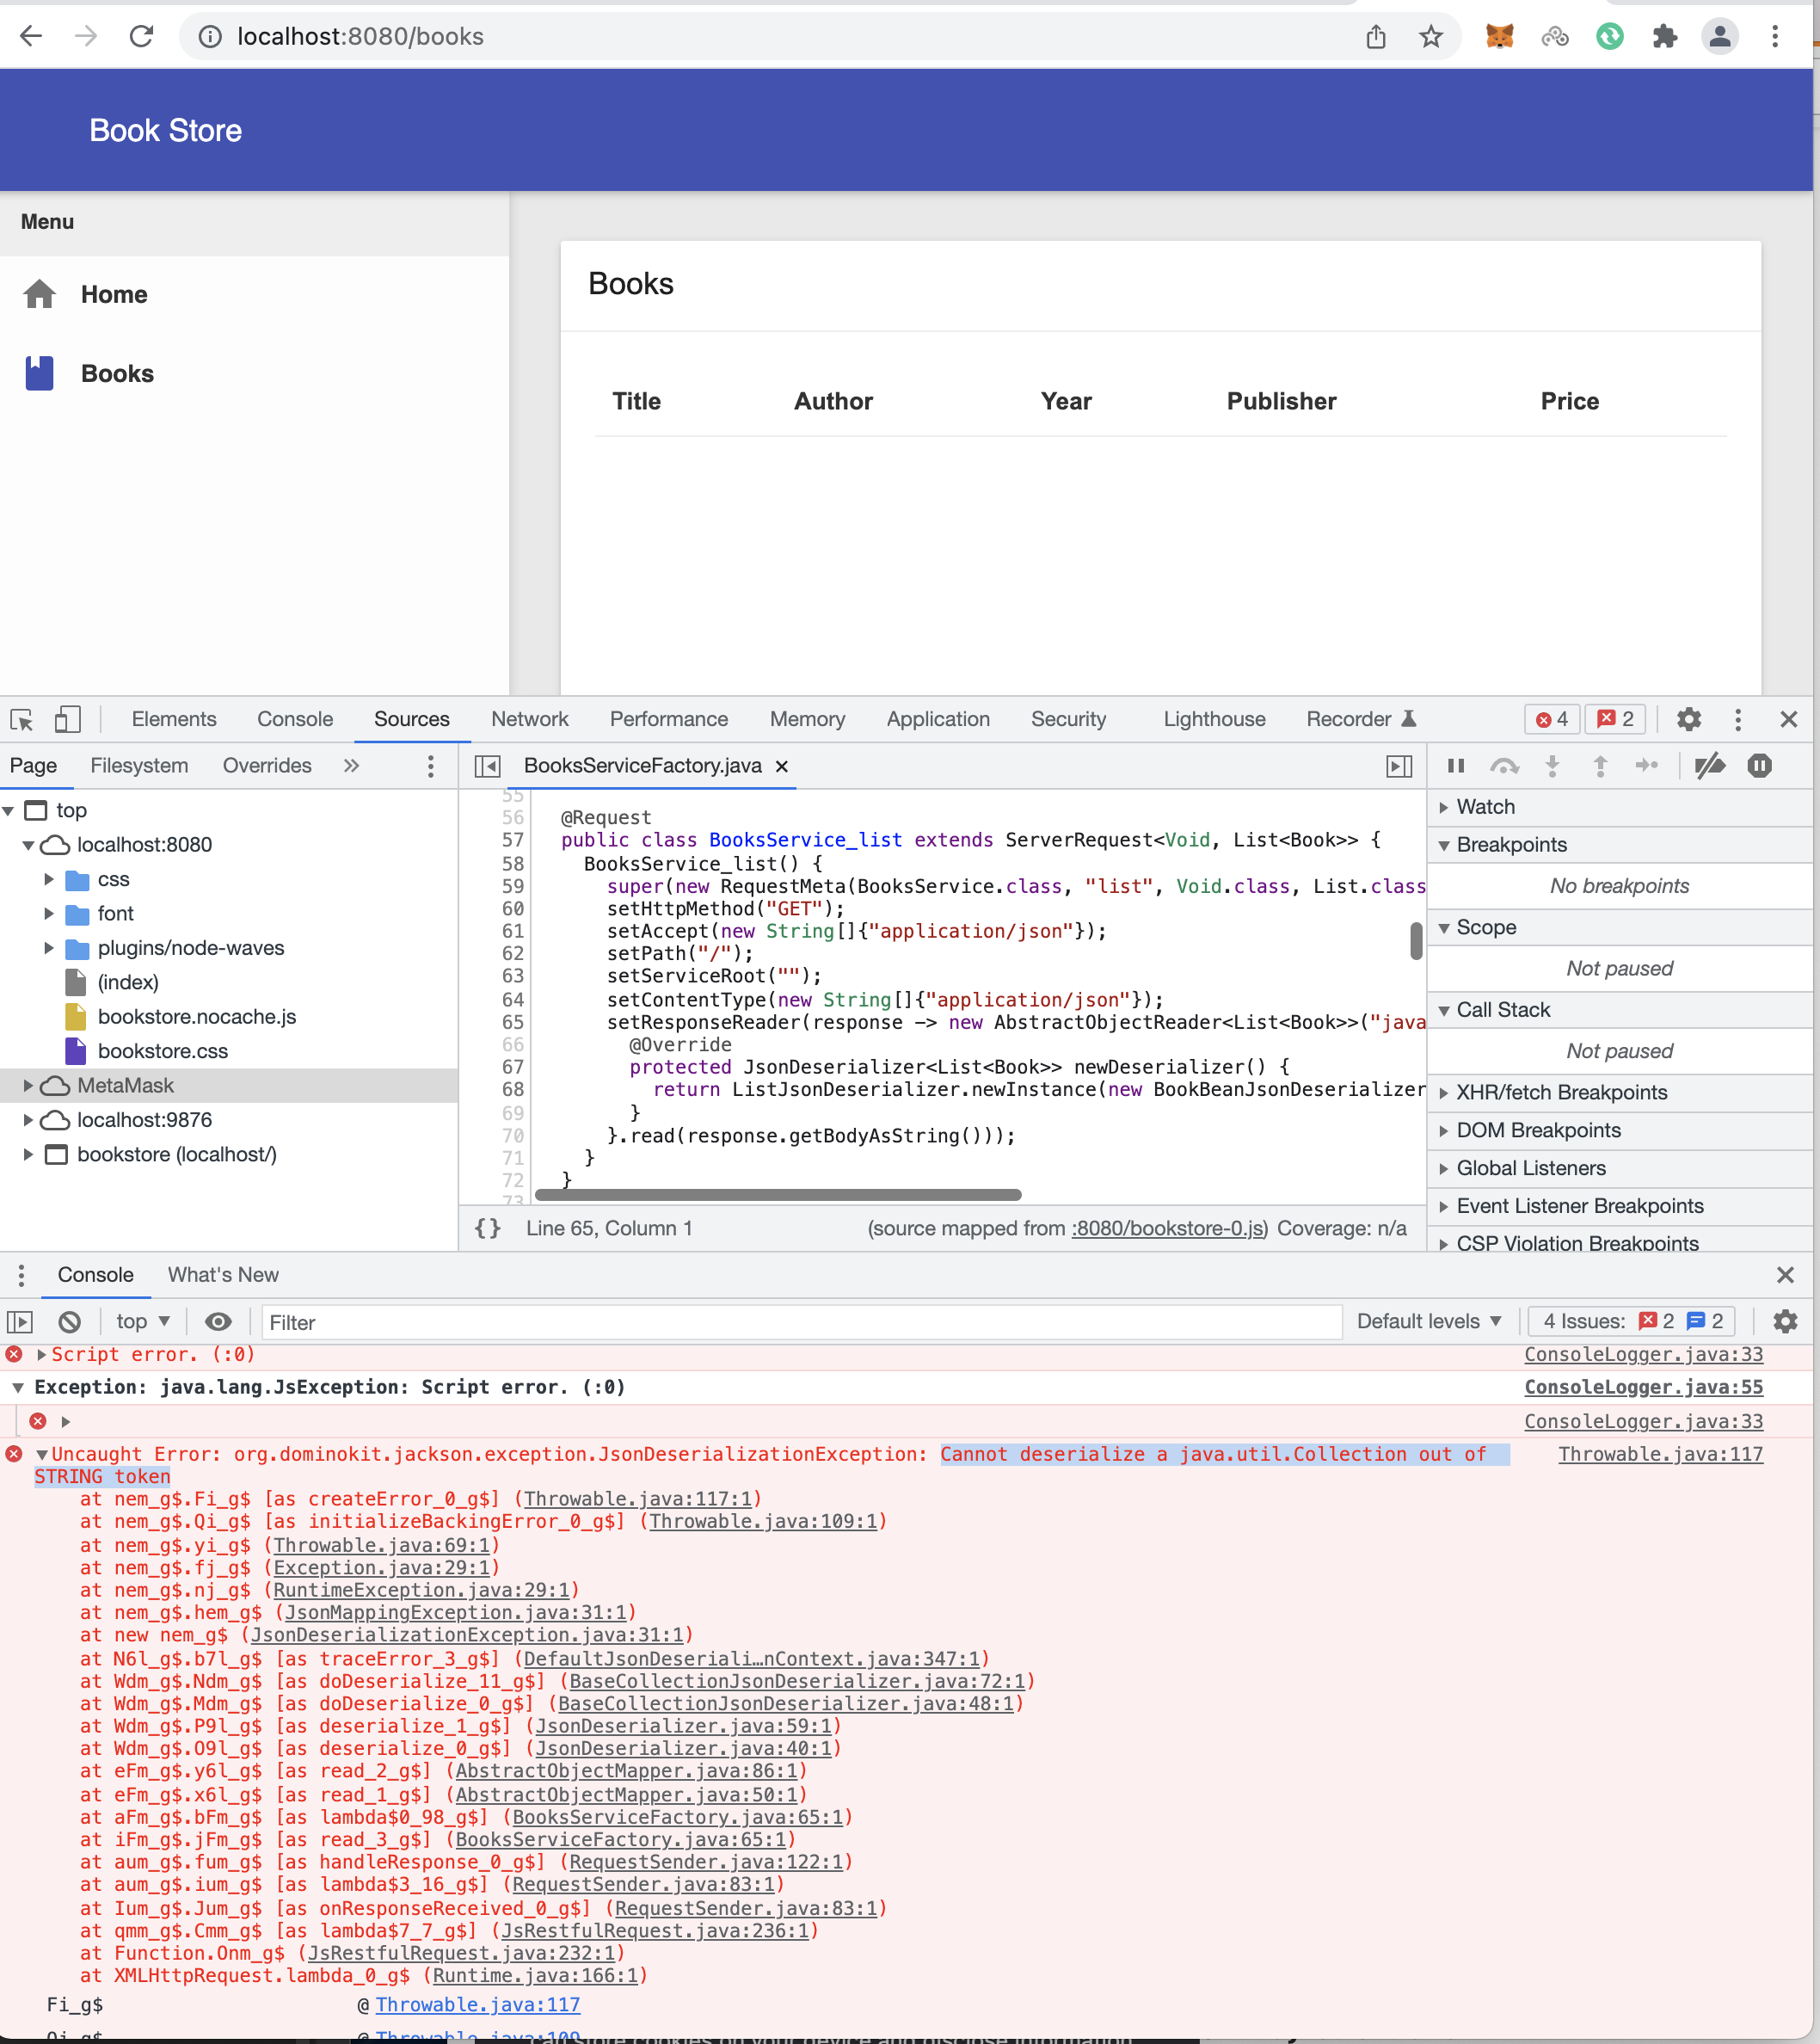 localhost:8080/books
Book Store
Menu
Home
Books
Books
Title Author Year Publisher Price
Elements Console Sources Network Performance Memory Application Security Lighthouse Recorder 4 2
Page Filesystem Overrides »
top
localhost:8080
css
font
plugins/node-waves
(index)
bookstore.nocache.js
bookstore.css
MetaMask
localhost:9876
bookstore (localhost/)
BooksServiceFactory.java ×
55
56 @Request
57 public class BooksService_list extends ServerRequest<Void, List<Book>> {
58 BooksService_list() {
59 super(new RequestMeta(BooksService.class, "list", Void.class, List.class
60 setHttpMethod("GET");
61 setAccept(new String[]{"application/json"});
62 setPath("/");
63 setServiceRoot("");
64 setContentType(new String[]{"application/json"});
65 setResponseReader(response -> new AbstractObjectReader<List<Book>>("java
66 @Override
67 protected JsonDeserializer<List<Book>> newDeserializer() {
68 return ListJsonDeserializer.newInstance(new BookBeanJsonDeserializer
69 }
70 }.read(response.getBodyAsString()));
71 }
72 }
73
{} Line 65, Column 1 (source mapped from :8080/bookstore-0.js) Coverage: n/a
Watch
Breakpoints
No breakpoints
Scope
Not paused
Call Stack
Not paused
XHR/fetch Breakpoints
DOM Breakpoints
Global Listeners
Event Listener Breakpoints
CSP Violation Breakpoints
Console What's New
top Filter Default levels 4 Issues: 2 2
Script error. (:0) ConsoleLogger.java:33
Exception: java.lang.JsException: Script error. (:0) ConsoleLogger.java:55
ConsoleLogger.java:33
Uncaught Error: org.dominokit.jackson.exception.JsonDeserializationException: Cannot deserialize a java.util.Collection out of Throwable.java:117
STRING token
at nem_g$.Fi_g$ [as createError_0_g$] (Throwable.java:117:1)
at nem_g$.Qi_g$ [as initializeBackingError_0_g$] (Throwable.java:109:1)
at nem_g$.yi_g$ (Throwable.java:69:1)
at nem_g$.fj_g$ (Exception.java:29:1)
at nem_g$.nj_g$ (RuntimeException.java:29:1)
at nem_g$.hem_g$ (JsonMappingException.java:31:1)
at new nem_g$ (JsonDeserializationException.java:31:1)
at N6l_g$.b7l_g$ [as traceError_3_g$] (DefaultJsonDeseriali…nContext.java:347:1)
at Wdm_g$.Ndm_g$ [as doDeserialize_11_g$] (BaseCollectionJsonDeserializer.java:72:1)
at Wdm_g$.Mdm_g$ [as doDeserialize_0_g$] (BaseCollectionJsonDeserializer.java:48:1)
at Wdm_g$.P9l_g$ [as deserialize_1_g$] (JsonDeserializer.java:59:1)
at Wdm_g$.O9l_g$ [as deserialize_0_g$] (JsonDeserializer.java:40:1)
at eFm_g$.y6l_g$ [as read_2_g$] (AbstractObjectMapper.java:86:1)
at eFm_g$.x6l_g$ [as read_1_g$] (AbstractObjectMapper.java:50:1)
at aFm_g$.bFm_g$ [as lambda$0_98_g$] (BooksServiceFactory.java:65:1)
at iFm_g$.jFm_g$ [as read_3_g$] (BooksServiceFactory.java:65:1)
at aum_g$.fum_g$ [as handleResponse_0_g$] (RequestSender.java:122:1)
at aum_g$.ium_g$ [as lambda$3_16_g$] (RequestSender.java:83:1)
at Ium_g$.Jum_g$ [as onResponseReceived_0_g$] (RequestSender.java:83:1)
at qmm_g$.Cmm_g$ [as lambda$7_7_g$] (JsRestfulRequest.java:236:1)
at Function.Onm_g$ (JsRestfulRequest.java:232:1)
at XMLHttpRequest.lambda_0_g$ (Runtime.java:166:1)
Fi_g$ @ Throwable.java:117
Qi_g$ @ Throwable.java:109
can store cookies on your device and disclose information